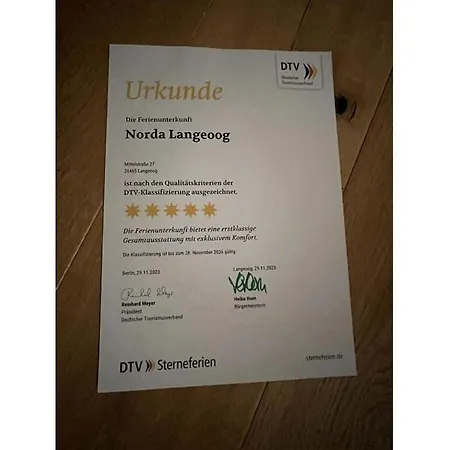 DTV
Deutscher
Tourismusverband
Urkunde
Die Ferienunterkunft
Norda Langeoog
Mittelstraße 27
26465 Langeoog
ist nach den Qualitätskriterien der
DTV-Klassifizierung ausgezeichnet.
Die Ferienunterkunft bietet eine erstklassige
Gesamtausstattung mit exklusivem Komfort.
Die Klassifizierung ist bis zum 28. November 2026 gültig.
Berlin, 29.11.2023
Langeoog, 29.11.2023
Reinhard Meyer
Präsident
Deutscher Tourismusverband
Heike Horn
Bürgermeisterin
DTV Sterneferien
sterneferien.de